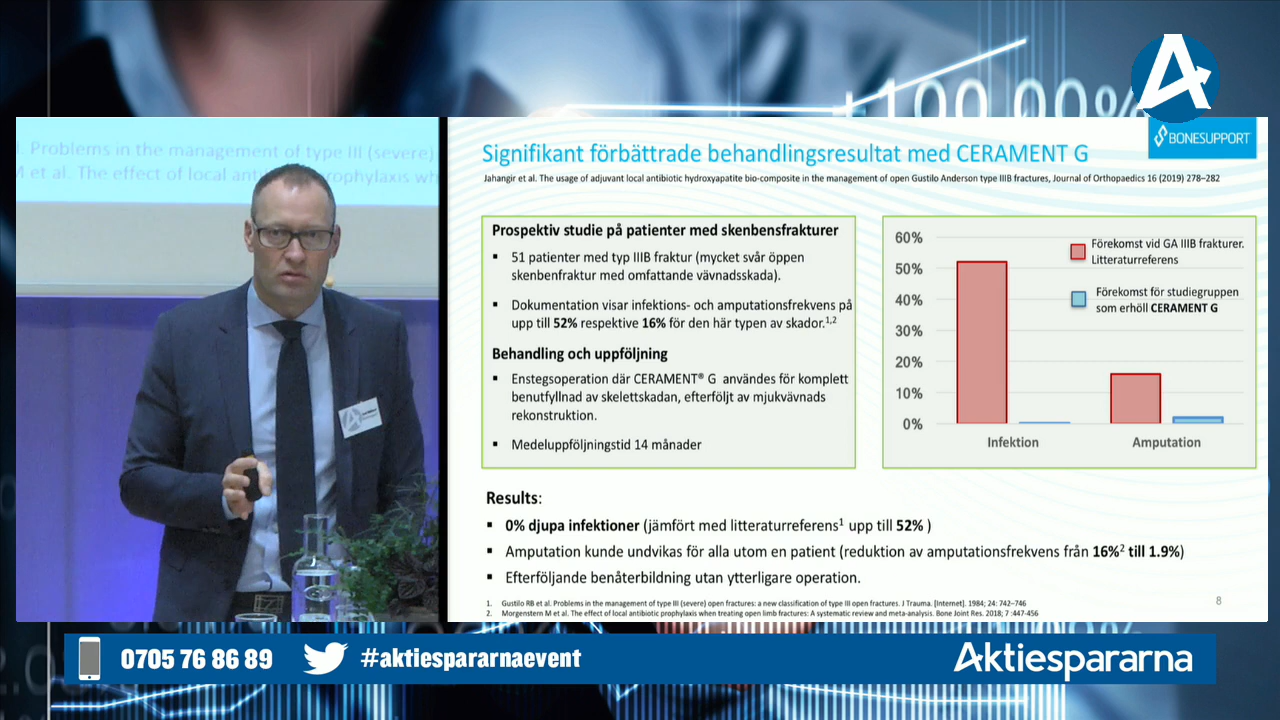 +100.00%
A
l. Problems in the management of type III (severe)
M et al. The effect of local antibiotic prophylaxis wh
BONESUPPORT
Signifikant förbättrade behandlingsresultat med CERAMENT G
Jahangir et al. The usage of adjuvant local antibiotic hydroxyapatite bio-composite in the management of open Gustilo Anderson type IIIB fractures, Journal of Orthopaedics 16 (2019) 278–282
Prospektiv studie på patienter med skenbensfrakturer
▪ 51 patienter med typ IIIB fraktur (mycket svår öppen
skenbensfraktur med omfattande vävnadsskada).
▪ Dokumentation visar infektions- och amputationsfrekvens på
upp till 52% respektive 16% för den här typen av skador.1,2
Behandling och uppföljning
▪ Enstegsoperation där CERAMENT® G användes för komplett
benutfyllnad av skelettskadan, efterföljt av mjukvävnads
rekonstruktion.
▪ Medeluppföljningstid 14 månader
60%
50%
40%
30%
20%
10%
0%
Infektion
Amputation
Förekomst vid GA IIIB frakturer.
Litteraturreferens
Förekomst för studiegruppen
som erhöll CERAMENT G
Results:
▪ 0% djupa infektioner (jämfört med litteraturreferens1 upp till 52% )
▪ Amputation kunde undvikas för alla utom en patient (reduktion av amputationsfrekvens från 16%2 till 1.9%)
▪ Efterföljande benåterbildning utan ytterligare operation.
1. Gustilo RB et al. Problems in the management of type III (severe) open fractures: a new classification of type III open fractures. J Trauma. [Internet]. 1984; 24: 742–746
2. Morgenstern M et al. The effect of local antibiotic prophylaxis when treating open limb fractures: A systematic review and meta-analysis. Bone Joint Res. 2018; 7 :447-456
8
0705 76 86 89
#aktiespararnaevent
Aktiespararna